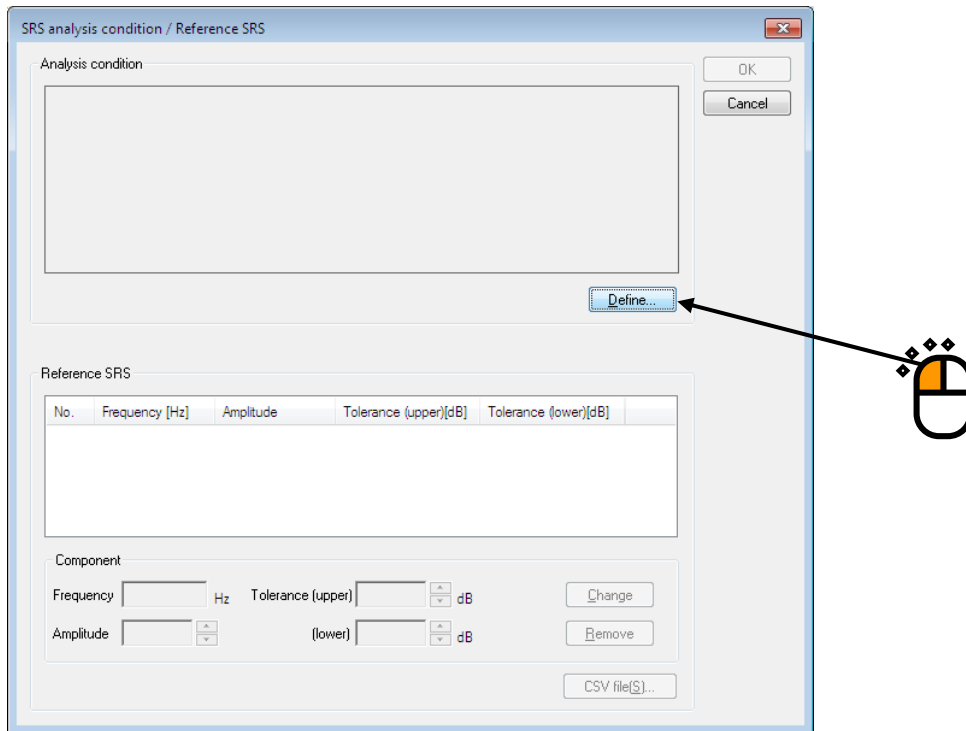 SRS analysis condition / Reference SRS
Analysis condition
OK
Cancel
Define...
Reference SRS
No. Frequency [Hz] Amplitude Tolerance (upper)[dB] Tolerance (lower)[dB]
Component
Frequency Hz Tolerance (upper) dB Change
Amplitude (lower) dB Remove
CSV file(S)...